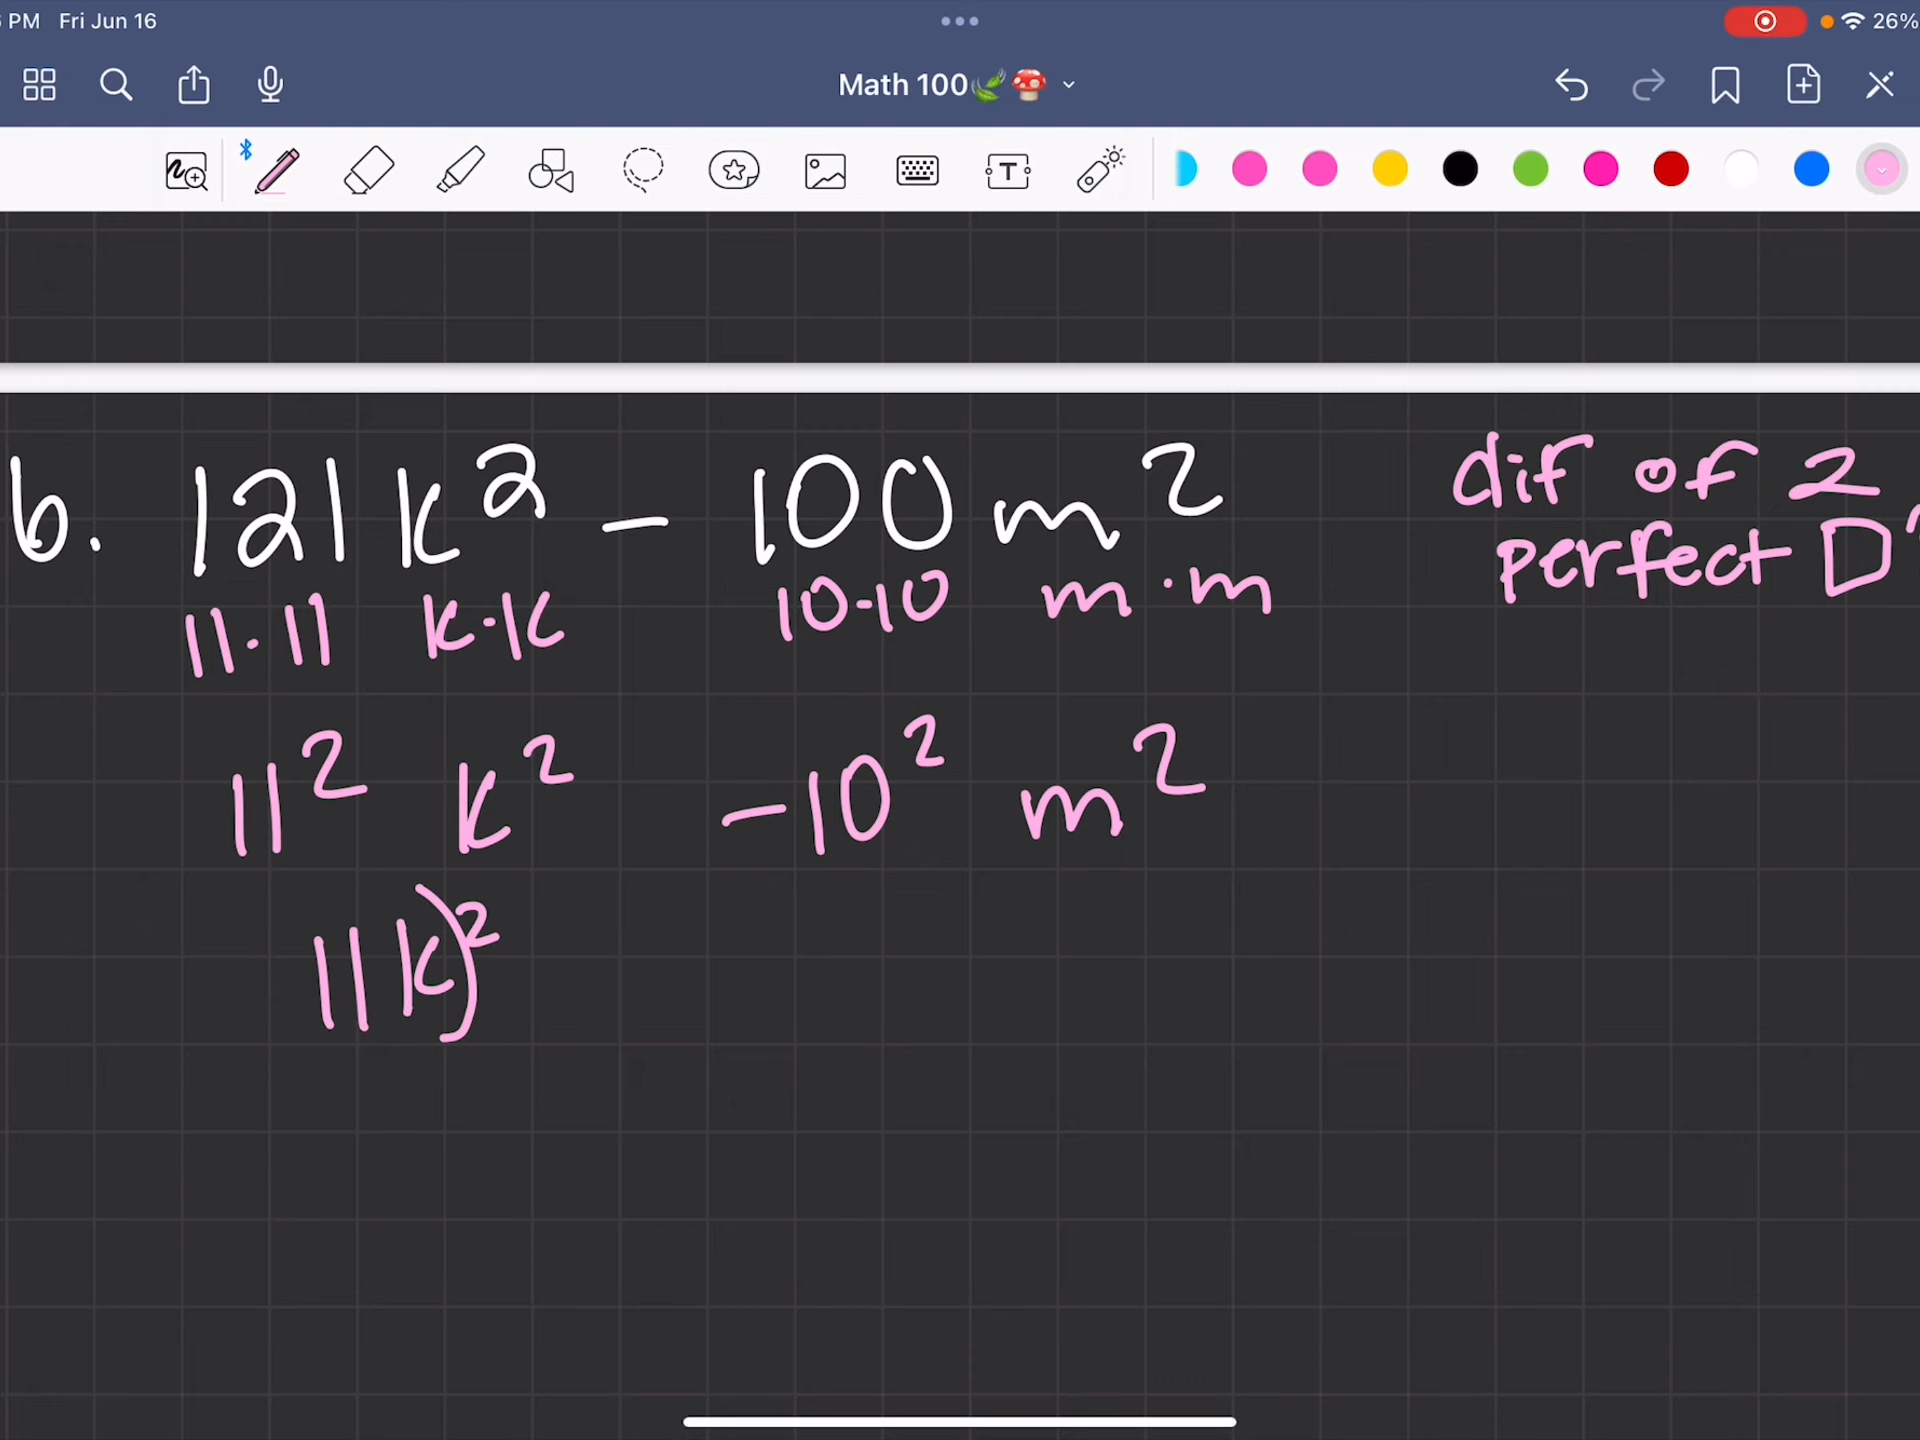 6 PM Fri Jun 16 26%
Math 100🌿🍄
T
6. 121k² - 100m²
dif of 2
perfect □'
11·11 k·k 10·10 m·m
11² k² -10² m²
11k)²